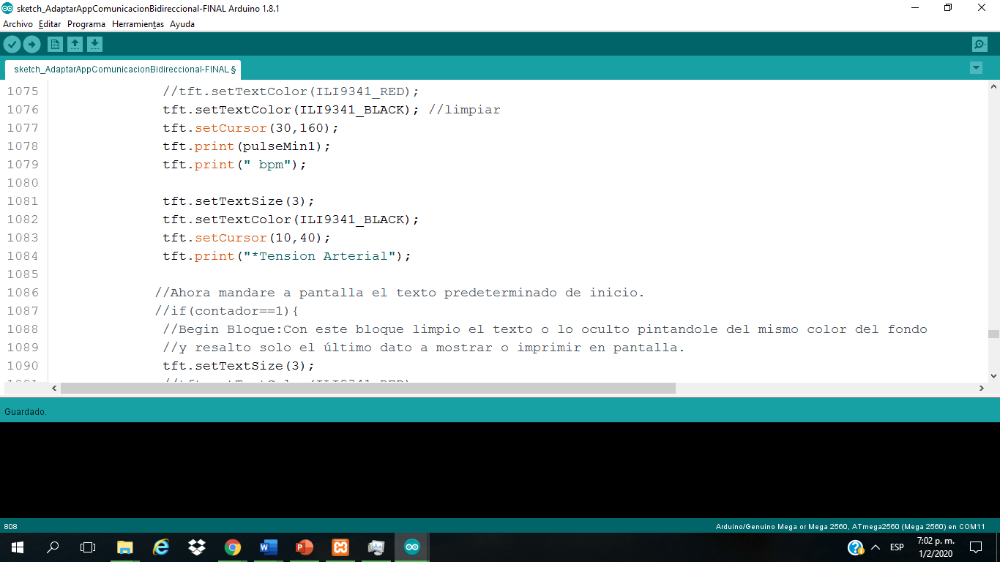 sketch_AdaptarAppComunicacionBidireccional-FINAL Arduino 1.8.1
Archivo Editar Programa Herramientas Ayuda
sketch_AdaptarAppComunicacionBidireccional-FINAL §
1075 //tft.setTextColor(ILI9341_RED);
1076 tft.setTextColor(ILI9341_BLACK); //limpiar
1077 tft.setCursor(30,160);
1078 tft.print(pulseMin1);
1079 tft.print(" bpm");
1080
1081 tft.setTextSize(3);
1082 tft.setTextColor(ILI9341_BLACK);
1083 tft.setCursor(10,40);
1084 tft.print("*Tension Arterial");
1085
1086 //Ahora mandare a pantalla el texto predeterminado de inicio.
1087 //if(contador==1){
1088 //Begin Bloque:Con este bloque limpio el texto o lo oculto pintandole del mismo color del fondo
1089 //y resalto solo el último dato a mostrar o imprimir en pantalla.
1090 tft.setTextSize(3);
1091 //tft.setTextColor(ILI9341_RED);
Guardado.
808 Arduino/Genuino Mega or Mega 2560, ATmega2560 (Mega 2560) en COM11
ESP
7:02 p. m.
1/2/2020